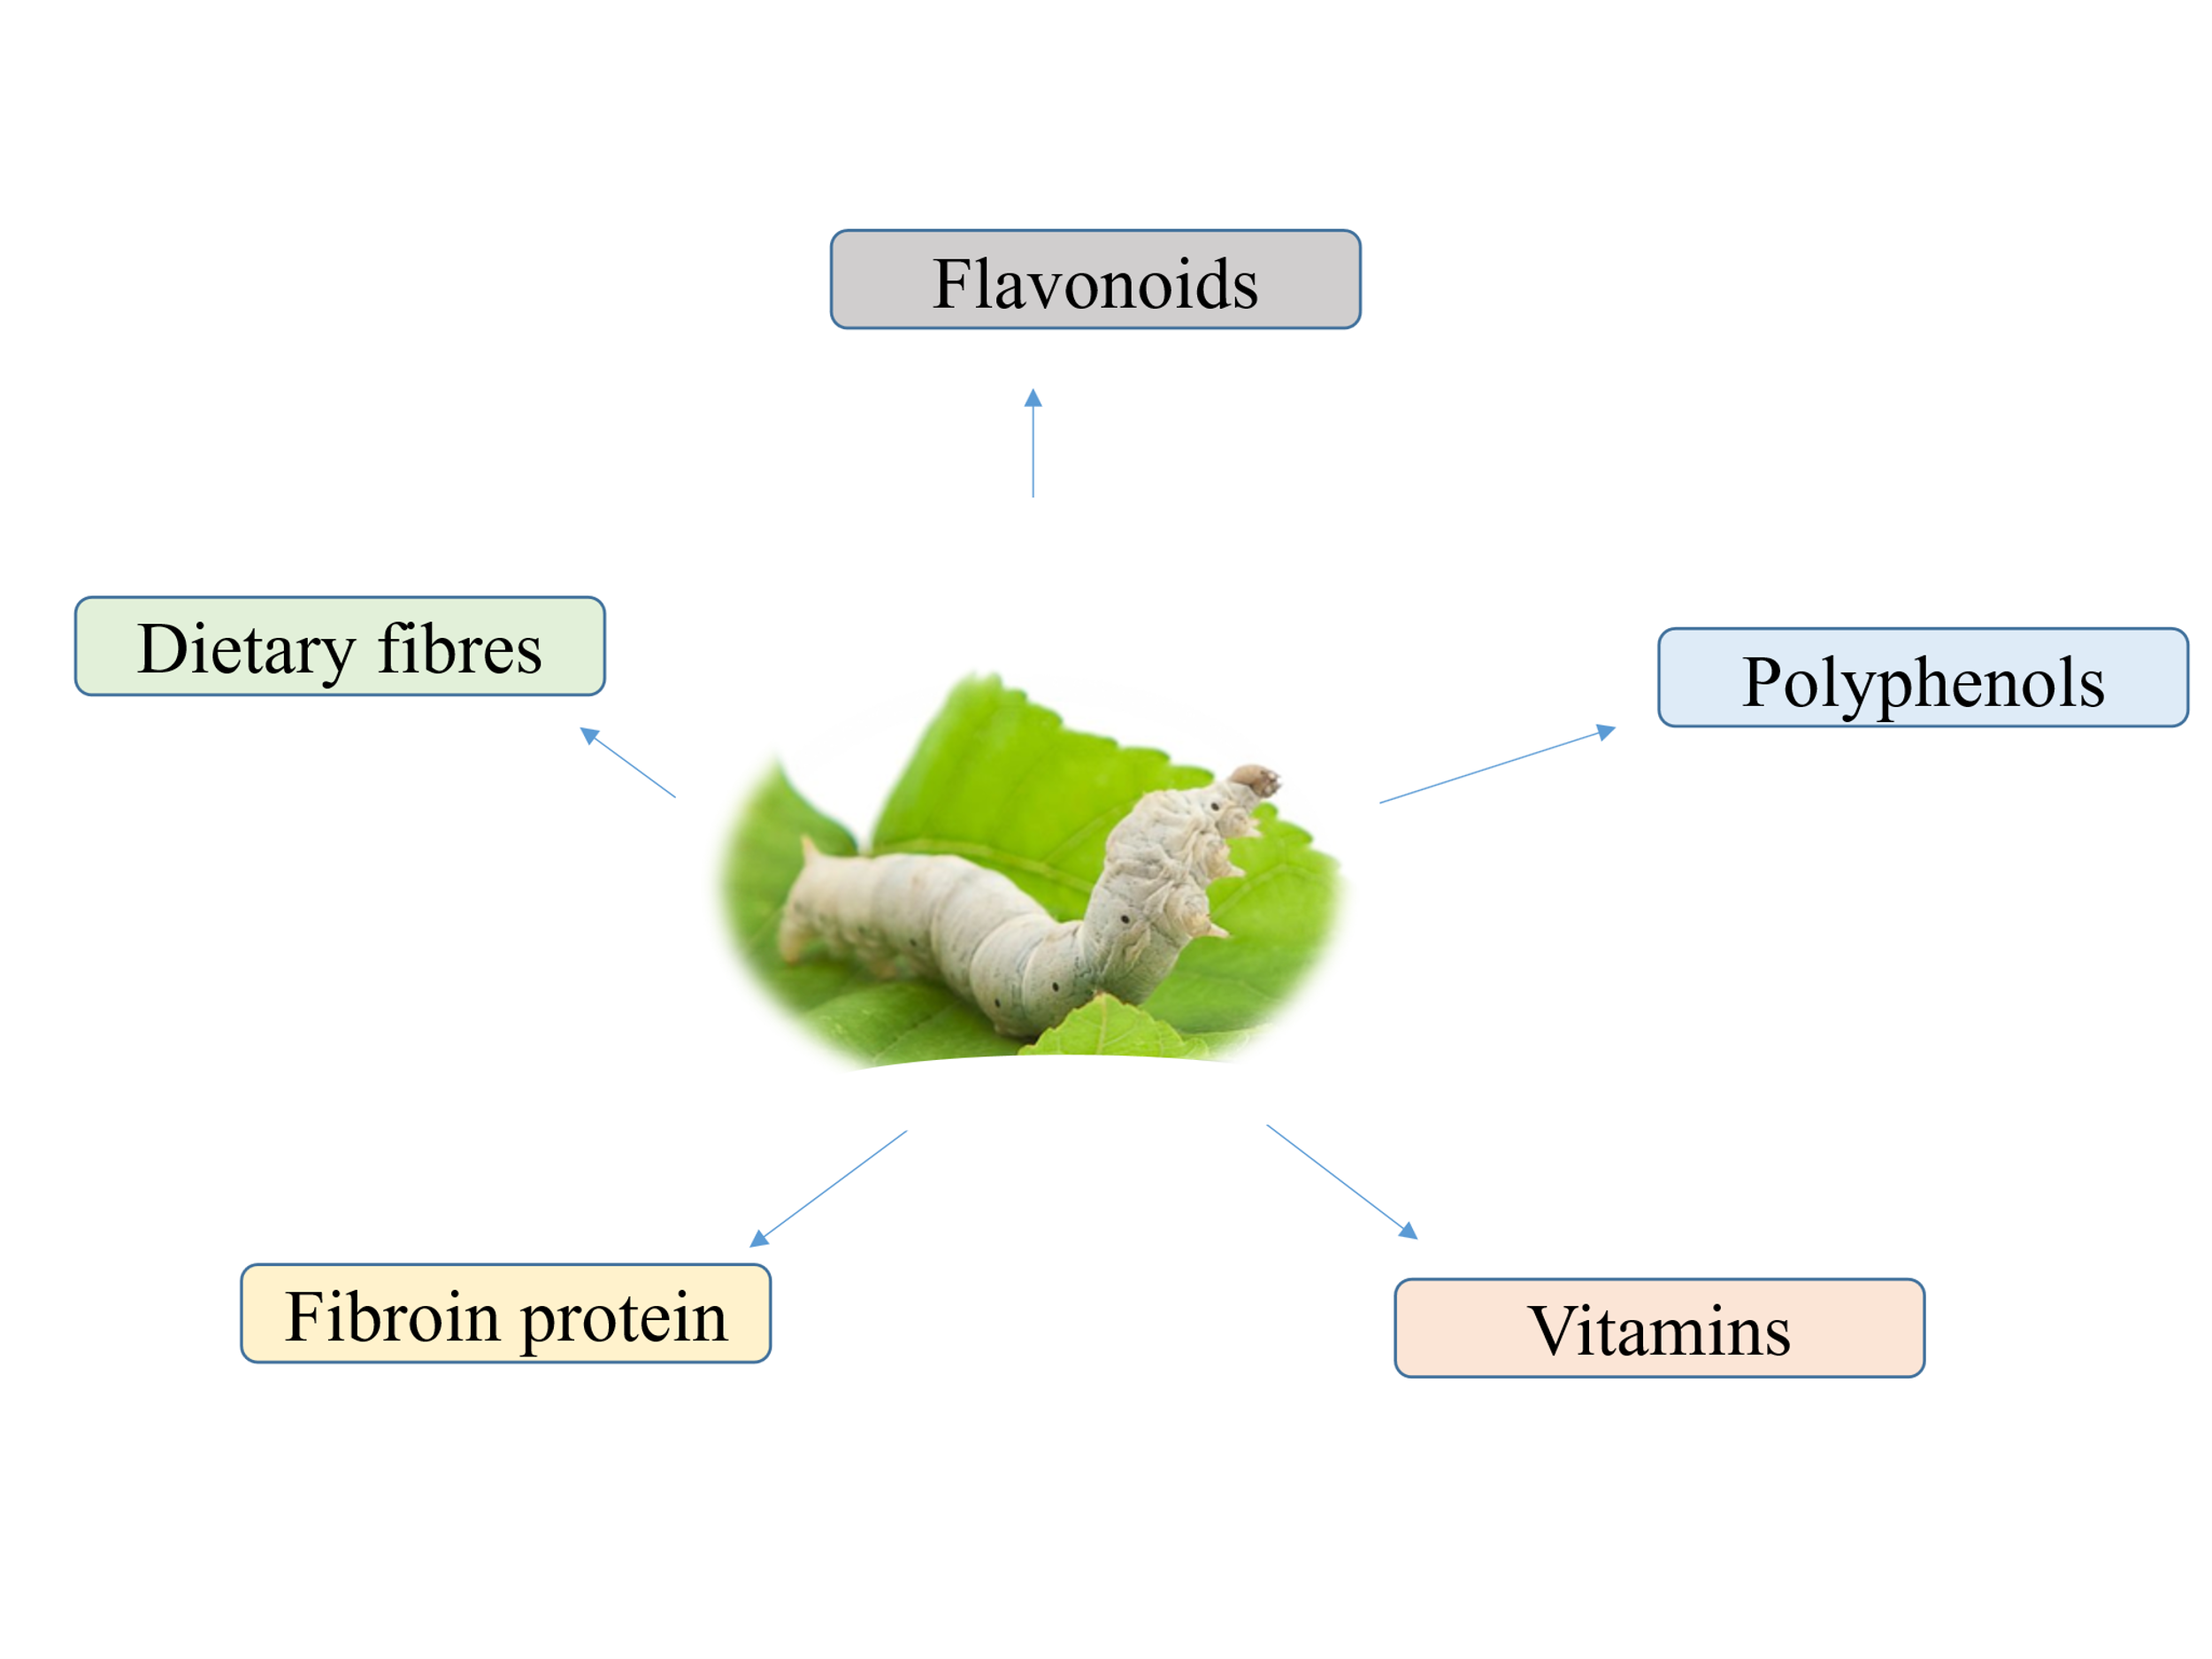 Flavonoids
Dietary fibres
Polyphenols
Fibroin protein
Vitamins